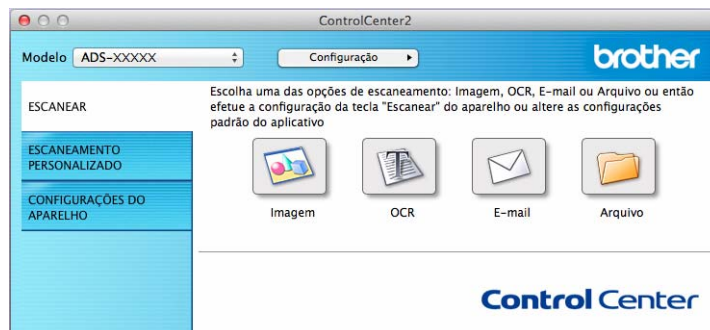 ControlCenter2
Modelo ADS-XXXXX Configuração brother
Escolha uma das opções de escaneamento: Imagem, OCR, E-mail ou Arquivo ou então
efetue a configuração da tecla "Escanear" do aparelho ou altere as configurações
padrão do aplicativo
ESCANEAR
ESCANEAMENTO
PERSONALIZADO
CONFIGURAÇÕES DO
APARELHO
Imagem OCR E-mail Arquivo
Control Center